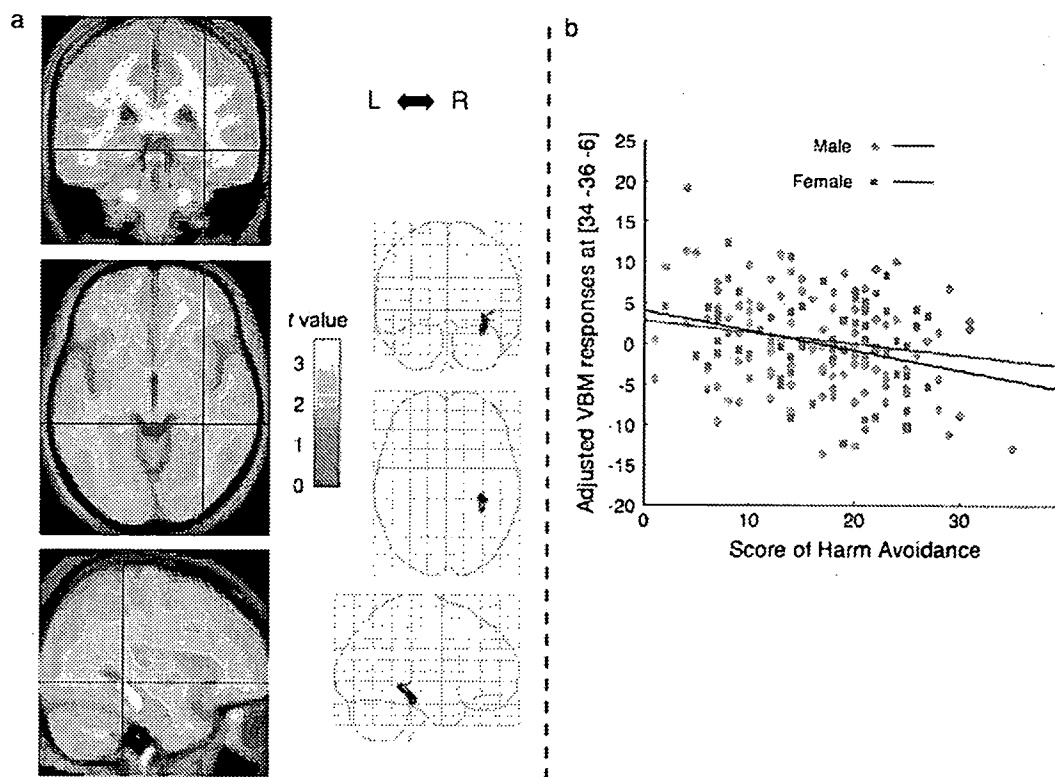 a
L R
t value
3
2
1
0
b
Male
Female
Adjusted VBM responses at [34 -36 -6]
25
20
15
10
5
0
-5
-10
-15
-20
0 10 20 30
Score of Harm Avoidance